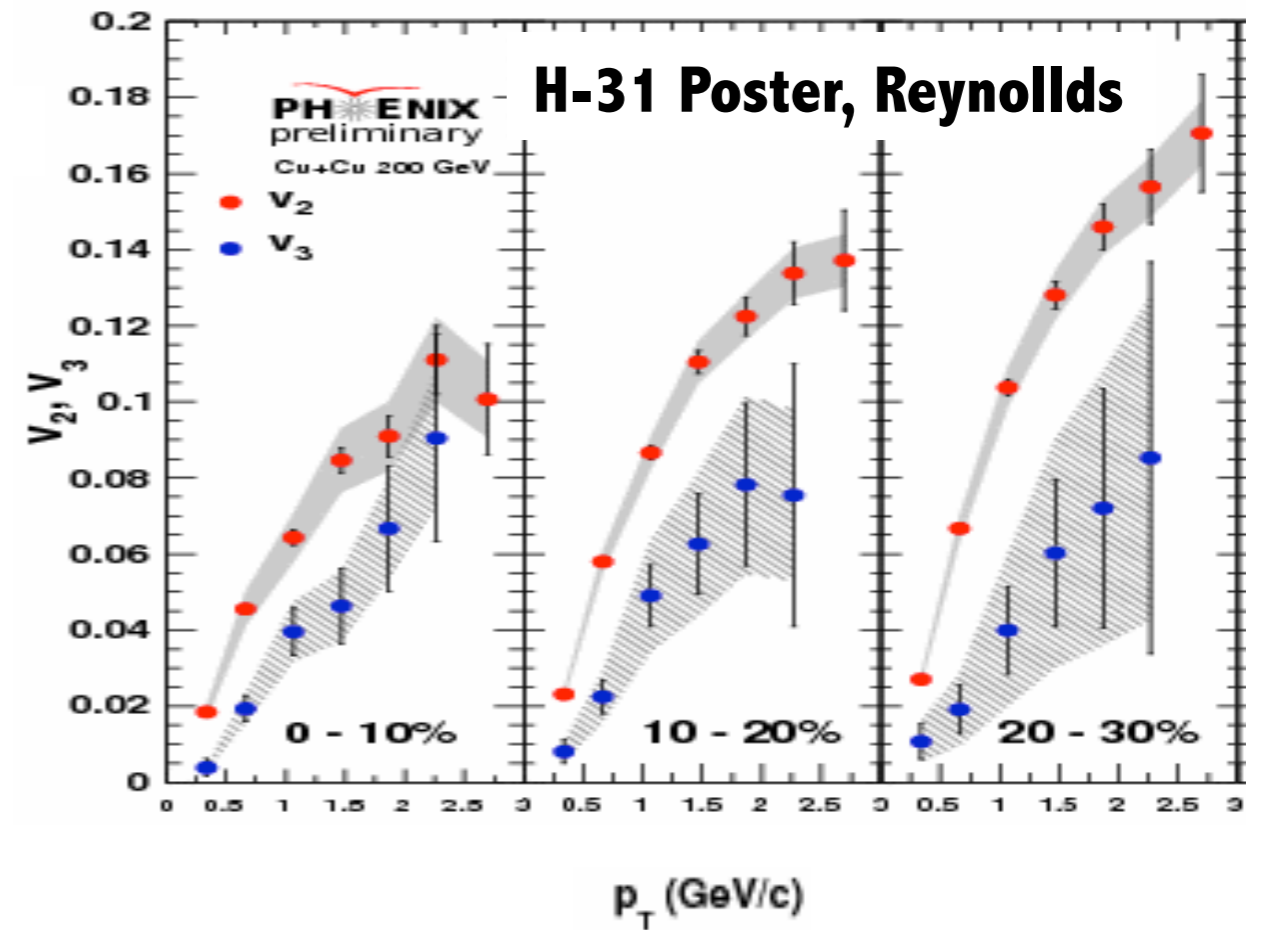 0.2
0.18
0.16
0.14
0.12
0.1
0.08
0.06
0.04
0.02
0
V2, V3
H-31 Poster, Reynollds
PHENIX
preliminary
Cu+Cu 200 GeV
v2
v3
0 - 10%
10 - 20%
20 - 30%
0 0.5 1 1.5 2 2.5 3 0.5 1 1.5 2 2.5 3 0.5 1 1.5 2 2.5 3
pT (GeV/c)